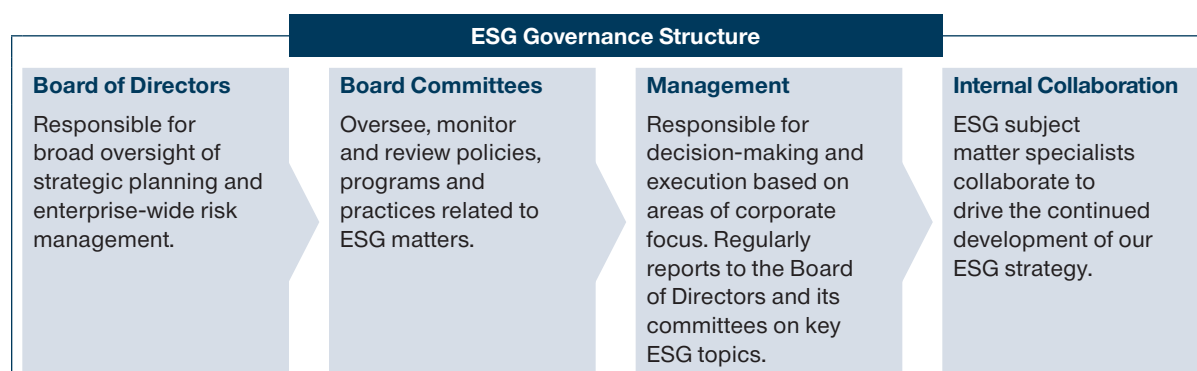 ESG Governance Structure
Board of Directors
Responsible for
broad oversight of
strategic planning and
enterprise-wide risk
management.
Board Committees
Oversee, monitor
and review policies,
programs and
practices related to
ESG matters.
Management
Responsible for
decision-making and
execution based on
areas of corporate
focus. Regularly
reports to the Board
of Directors and its
committees on key
ESG topics.
Internal Collaboration
ESG subject
matter specialists
collaborate to
drive the continued
development of our
ESG strategy.